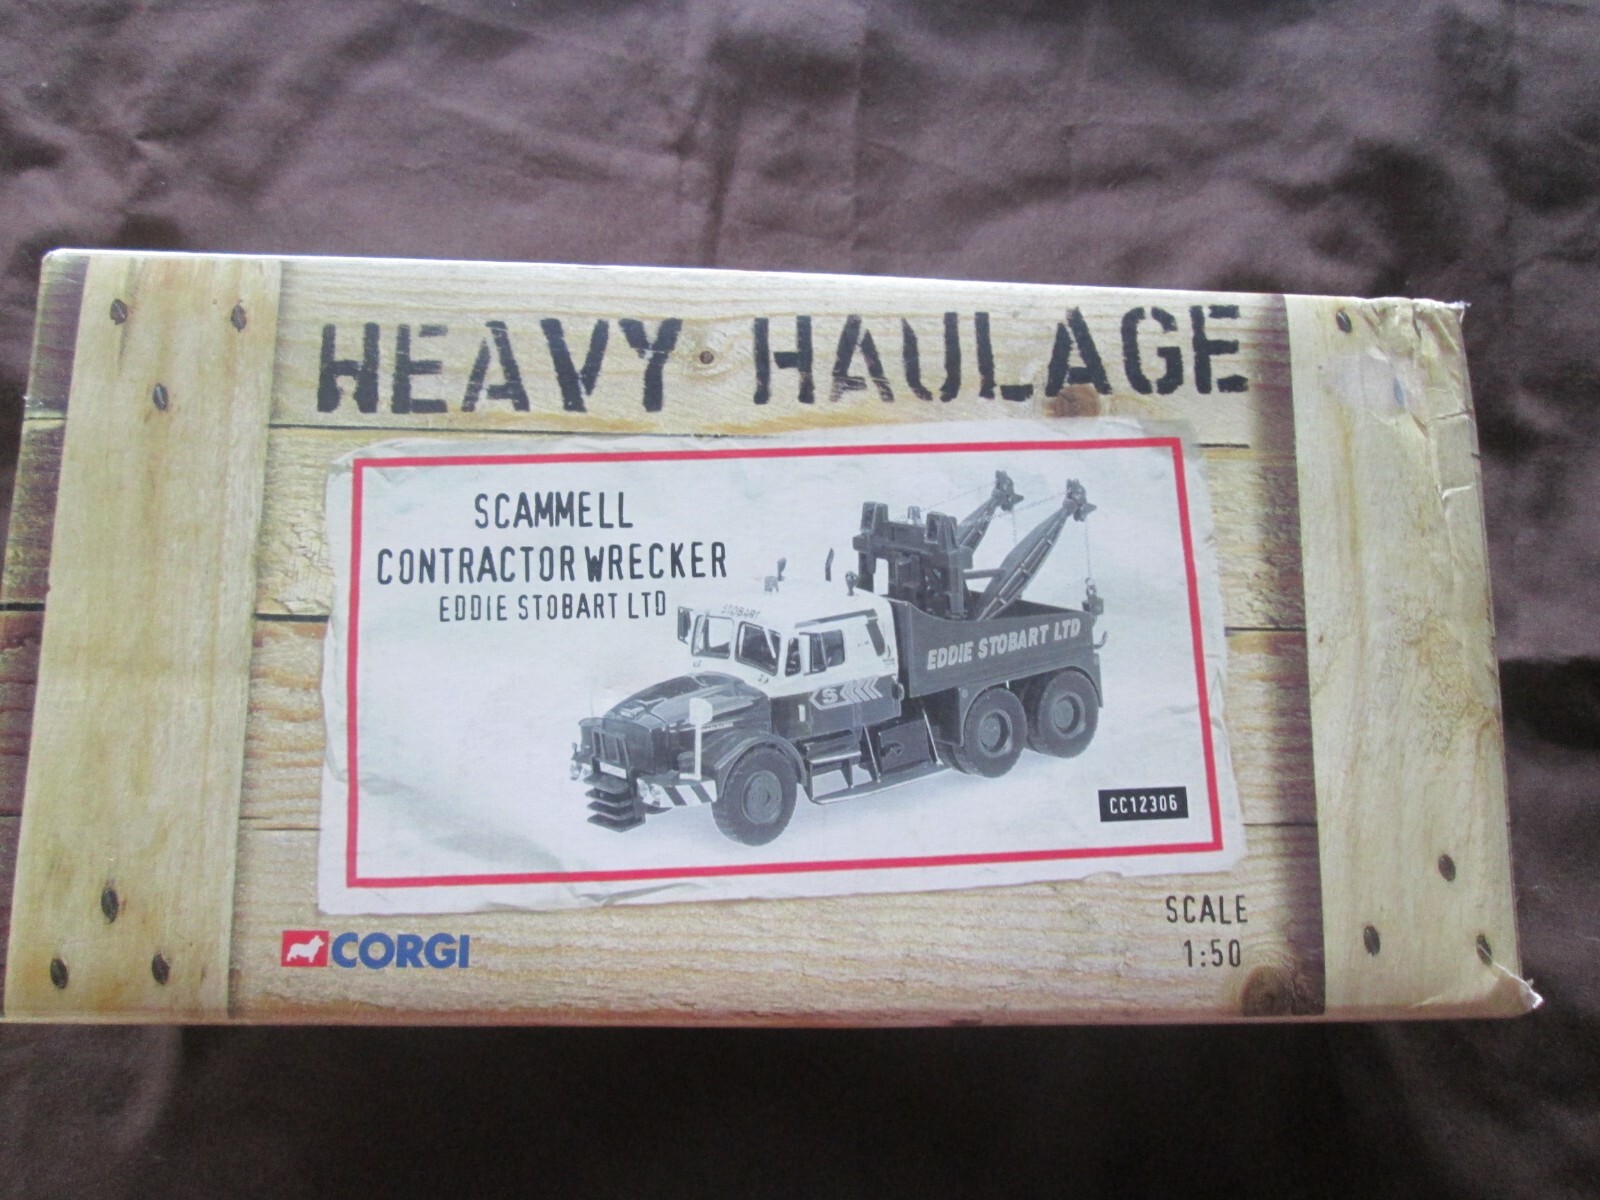 HEAVY HAULAGE
SCAMMELL
CONTRACTOR WRECKER
EDDIE STOBART LTD
STOBART
EDDIE STOBART LTD
S
CC12306
SCALE
1:50
CORGI